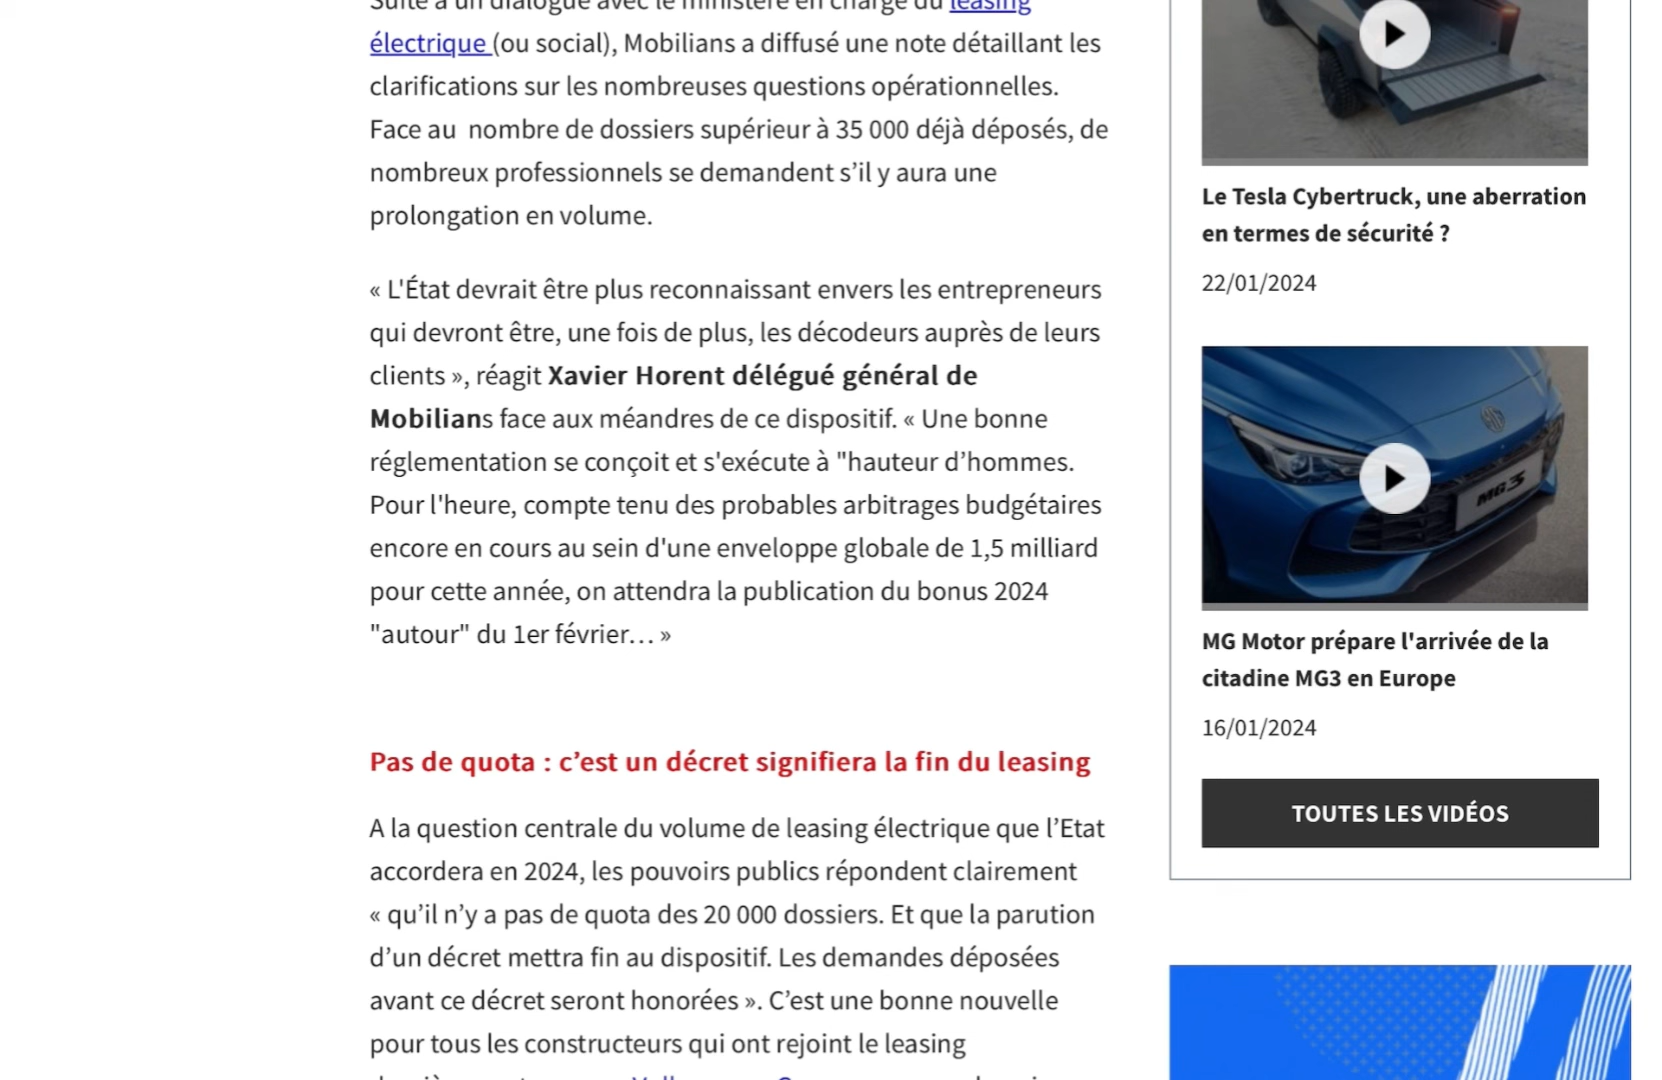 Suite à un dialogue avec le ministère en charge du leasing
électrique (ou social), Mobilians a diffusé une note détaillant les
clarifications sur les nombreuses questions opérationnelles.
Face au  nombre de dossiers supérieur à 35 000 déjà déposés, de
nombreux professionnels se demandent s’il y aura une
prolongation en volume.
« L'État devrait être plus reconnaissant envers les entrepreneurs
qui devront être, une fois de plus, les décodeurs auprès de leurs
clients », réagit Xavier Horent délégué général de
Mobilians face aux méandres de ce dispositif. « Une bonne
réglementation se conçoit et s'exécute à "hauteur d’hommes.
Pour l'heure, compte tenu des probables arbitrages budgétaires
encore en cours au sein d'une enveloppe globale de 1,5 milliard
pour cette année, on attendra la publication du bonus 2024
"autour" du 1er février… »
Pas de quota : c’est un décret signifiera la fin du leasing
A la question centrale du volume de leasing électrique que l’Etat
accordera en 2024, les pouvoirs publics répondent clairement
« qu’il n’y a pas de quota des 20 000 dossiers. Et que la parution
d’un décret mettra fin au dispositif. Les demandes déposées
avant ce décret seront honorées ». C’est une bonne nouvelle
pour tous les constructeurs qui ont rejoint le leasing
Le Tesla Cybertruck, une aberration
en termes de sécurité ?
22/01/2024
MG3
MG Motor prépare l'arrivée de la
citadine MG3 en Europe
16/01/2024
TOUTES LES VIDÉOS